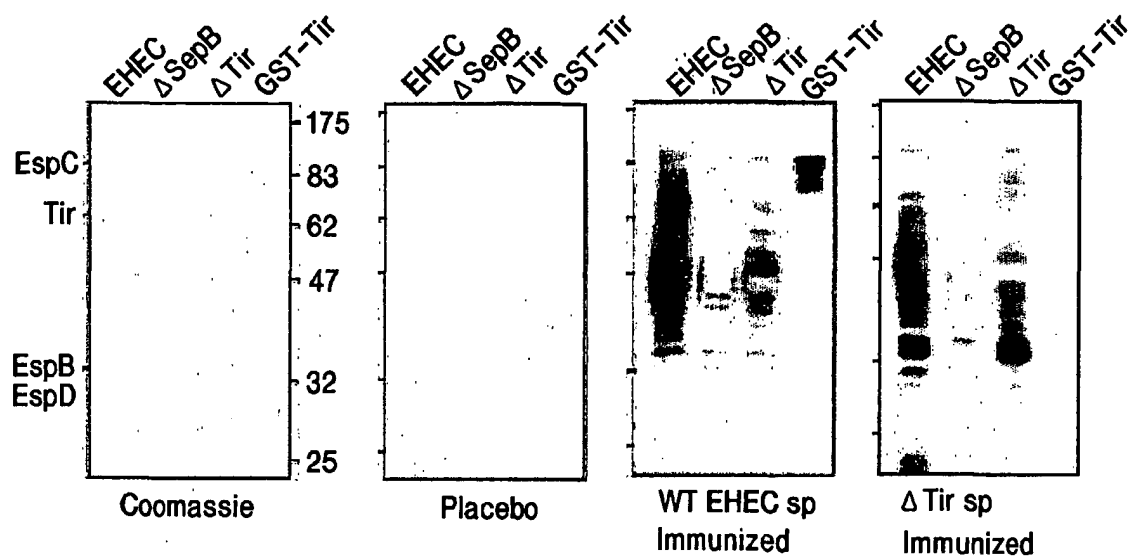 EHEC ΔSepB ΔTir GST-Tir
EHEC ΔSepB ΔTir GST-Tir
EHEC ΔSepB ΔTir GST-Tir
EHEC ΔSepB ΔTir GST-Tir
EspC
Tir
EspB
EspD
175
83
62
47
32
25
Coomassie
Placebo
WT EHEC sp
Immunized
Δ Tir sp
Immunized